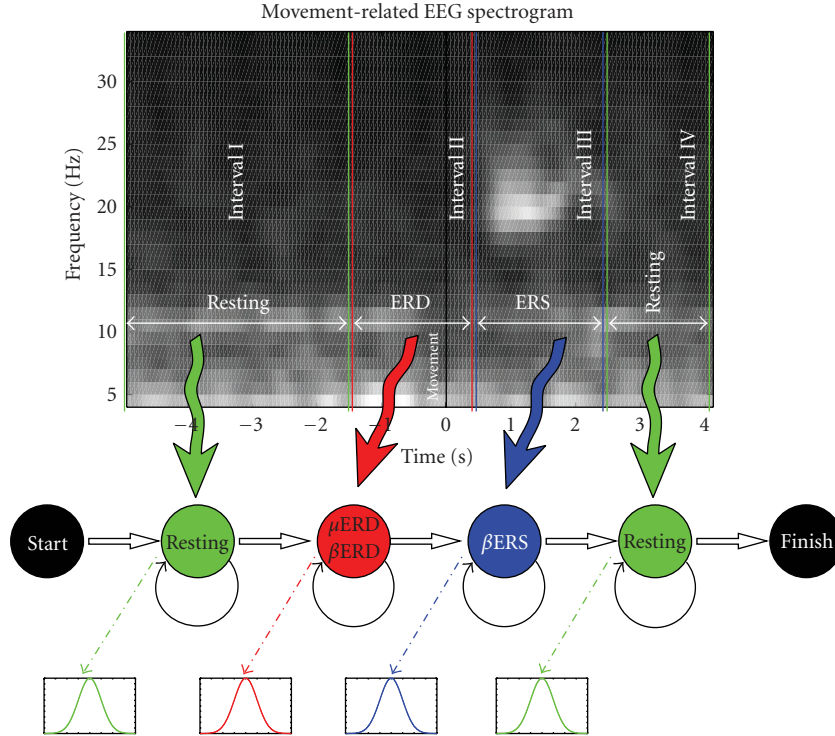 Movement-related EEG spectrogram
Frequency (Hz)
30
25
20
15
10
5
Interval I
Interval II
Interval III
Interval IV
Resting
ERD
ERS
Resting
Movement
−4
−3
−2
−1
0
1
2
3
4
Time (s)
Start
Resting
μERD
βERD
βERS
Resting
Finish